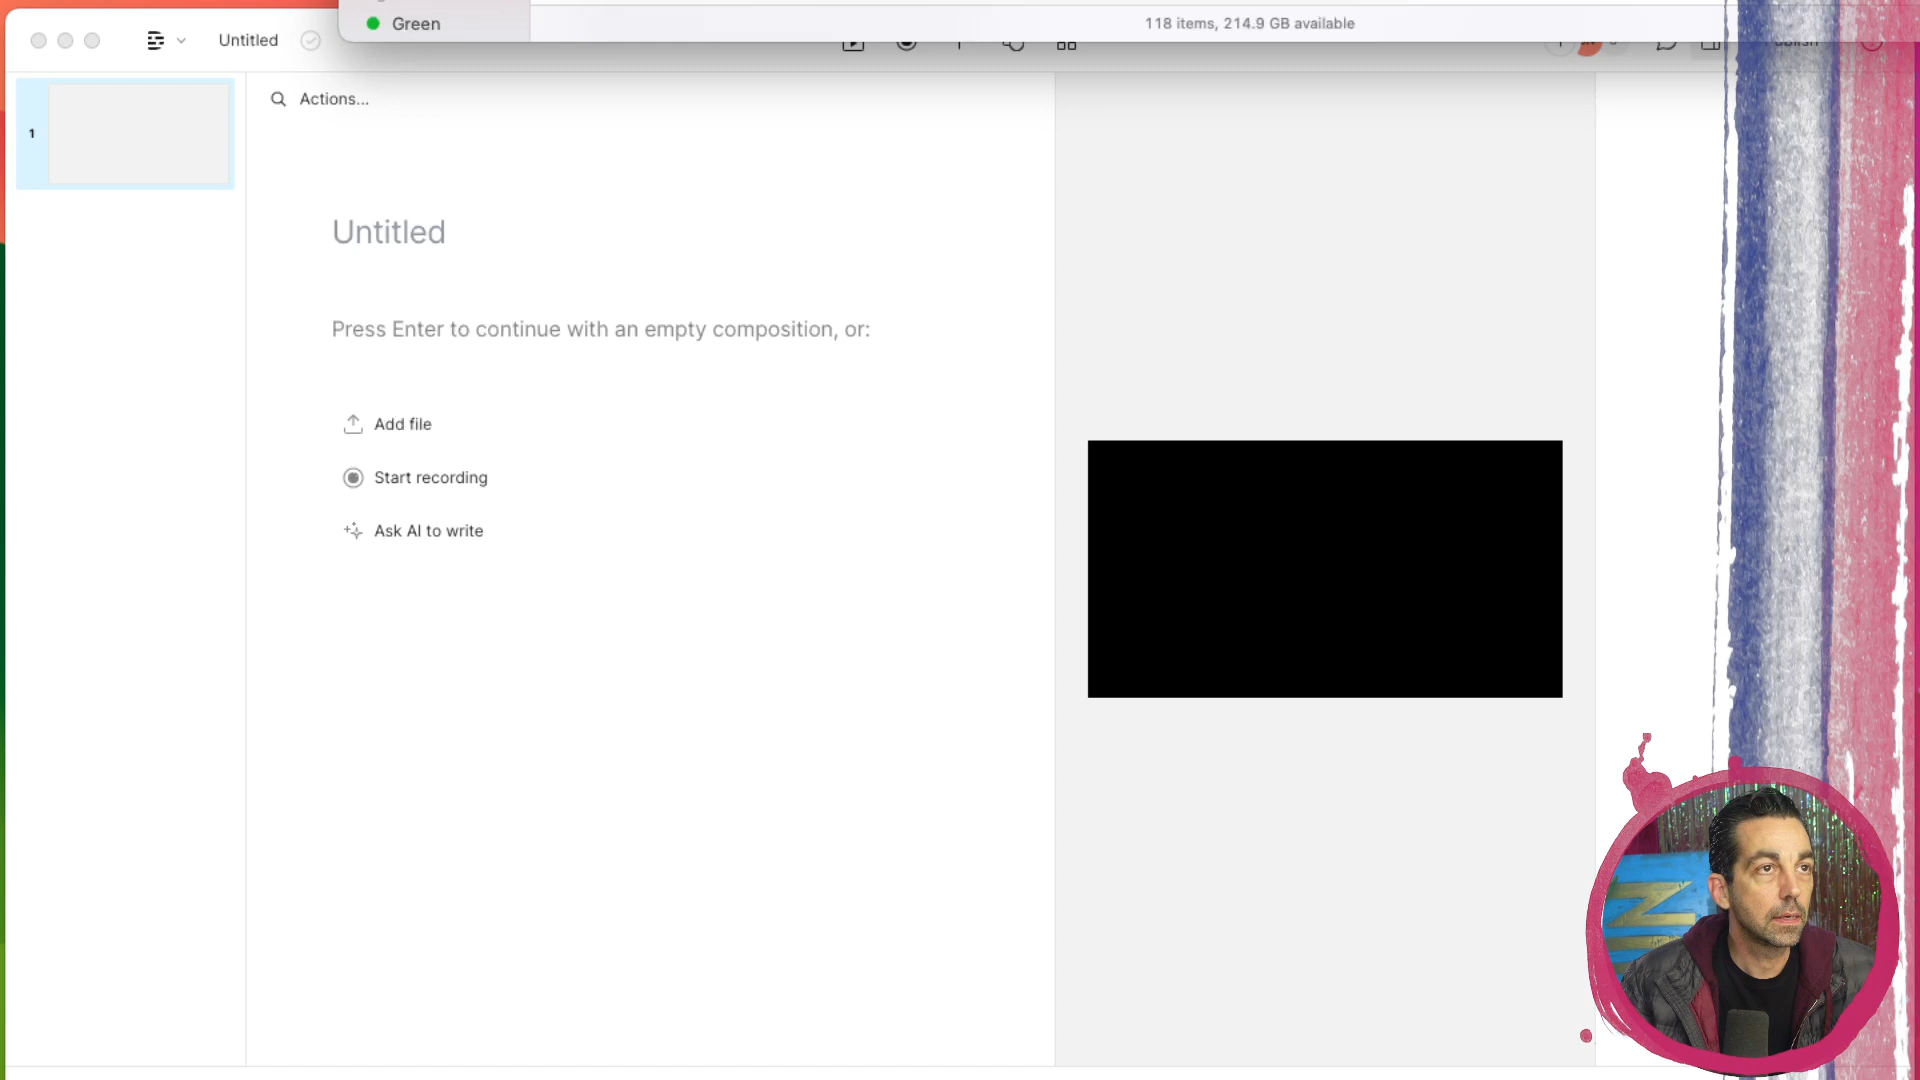 Green
118 items, 214.9 GB available
Untitled
Actions...
1
Untitled
Press Enter to continue with an empty composition, or:
Add file
Start recording
Ask AI to write